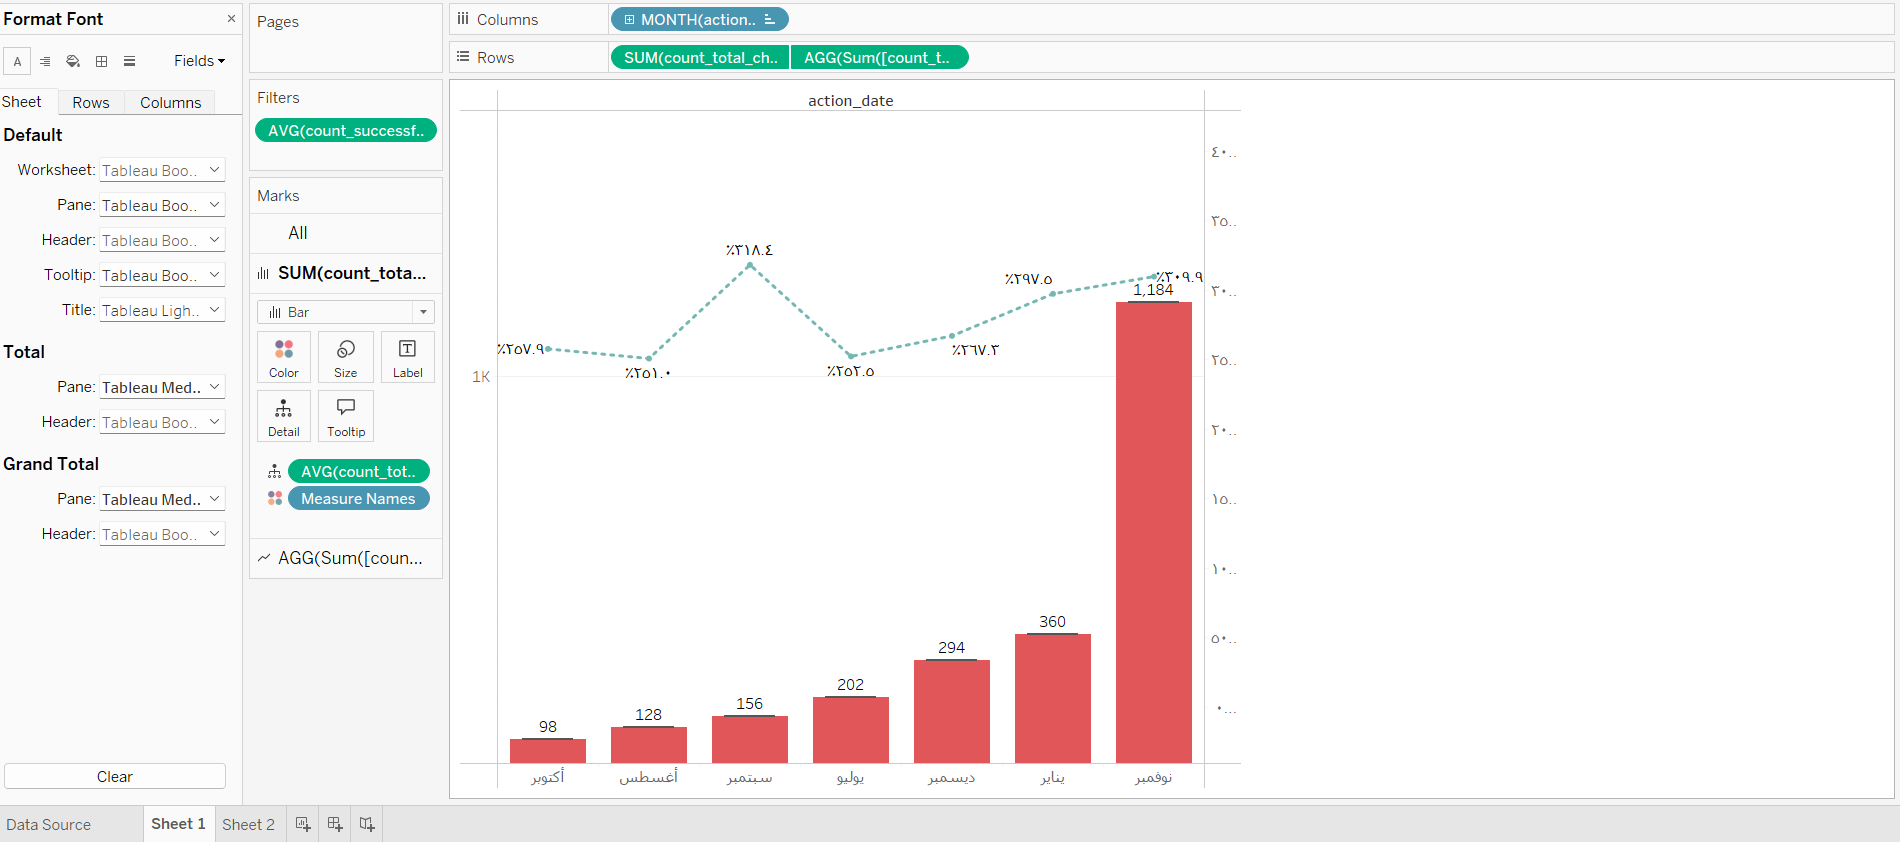 Format Font ×
Fields
Sheet Rows Columns
Default
Worksheet: Tableau Boo..
Pane: Tableau Boo..
Header: Tableau Boo..
Tooltip: Tableau Boo..
Title: Tableau Ligh..
Total
Pane: Tableau Med..
Header: Tableau Boo..
Grand Total
Pane: Tableau Med..
Header: Tableau Boo..
Clear
Pages
Filters
AVG(count_successf..
Marks
All
SUM(count_tota...
Bar
Color Size Label
Detail Tooltip
AVG(count_tot..
Measure Names
AGG(Sum([coun...
Columns MONTH(action..
Rows SUM(count_total_ch.. AGG(Sum([count_t..
action_date
1K
٪٢٥٧.٩
٪٢٥١.٠
٪٣١٨.٤
٪٢٥٢.٥
٪٢٦٧.٣
٪٢٩٧.٥
٪٣٠٩.٩
98
128
156
202
294
360
1,184
٤٠..
٣٥..
٣٠..
٢٥..
٢٠..
١٥..
١٠..
٥٠..
٠...
أكتوبر أغسطس سبتمبر يوليو ديسمبر يناير نوفمبر
Data Source Sheet 1 Sheet 2